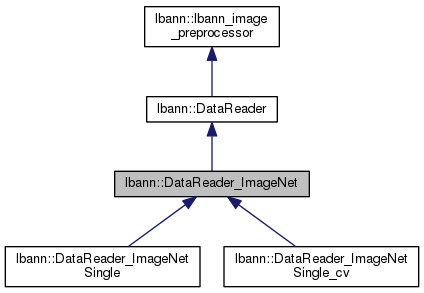 lbann::lbann_image
_preprocessor
lbann::DataReader
lbann::DataReader_ImageNet
lbann::DataReader_ImageNet
Single
lbann::DataReader_ImageNet
Single_cv